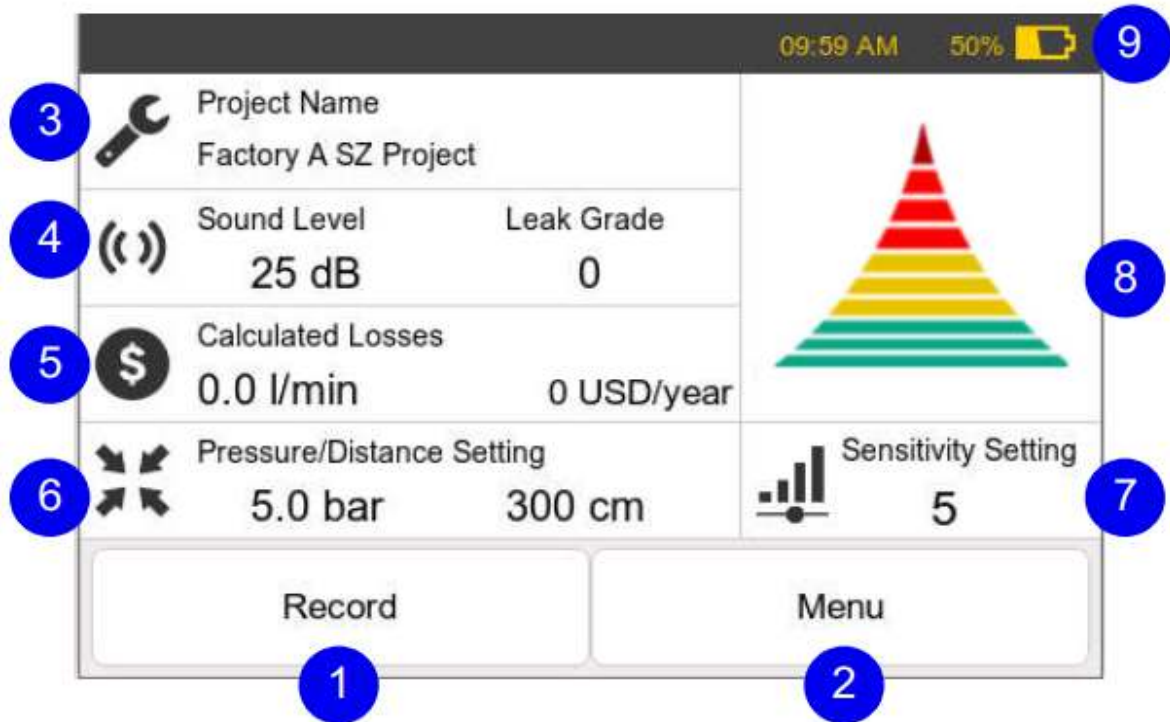 09:59 AM 50% 9
3 Project Name
Factory A SZ Project
4 Sound Level Leak Grade
25 dB 0
8
5 $ Calculated Losses
0.0 l/min 0 USD/year
6 Pressure/Distance Setting
5.0 bar 300 cm
Sensitivity Setting
5
7
Record Menu
1 2